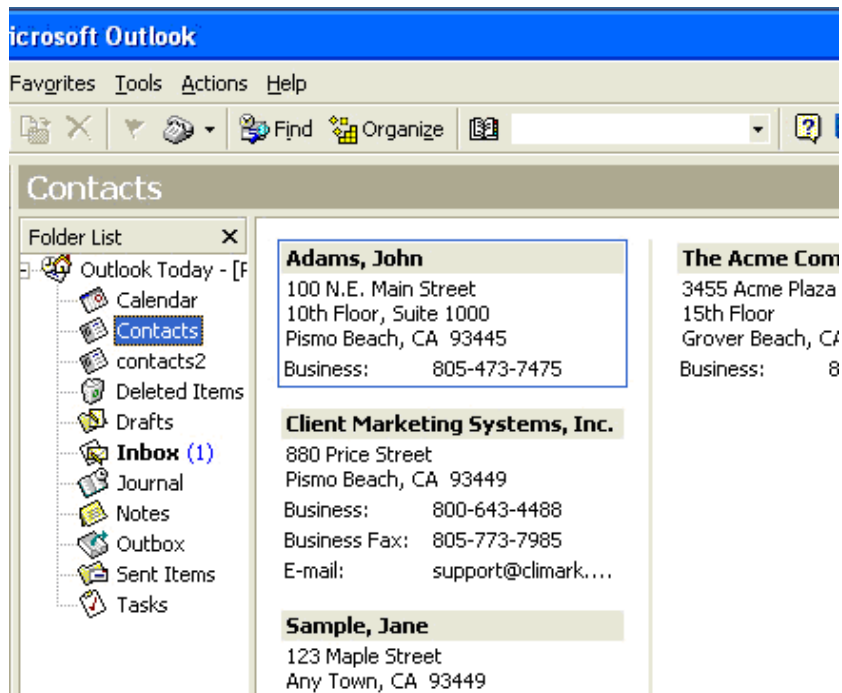 icrosoft Outlook
Favorites Tools Actions Help
Find Organize
Contacts
Folder List
Outlook Today - [F
Calendar
Contacts
contacts2
Deleted Items
Drafts
Inbox (1)
Journal
Notes
Outbox
Sent Items
Tasks
Adams, John
100 N.E. Main Street
10th Floor, Suite 1000
Pismo Beach, CA 93445
Business: 805-473-7475
Client Marketing Systems, Inc.
880 Price Street
Pismo Beach, CA 93449
Business: 800-643-4488
Business Fax: 805-773-7985
E-mail: support@climark....
Sample, Jane
123 Maple Street
Any Town, CA 93449
The Acme Com
3455 Acme Plaza
15th Floor
Grover Beach, CA
Business: 8